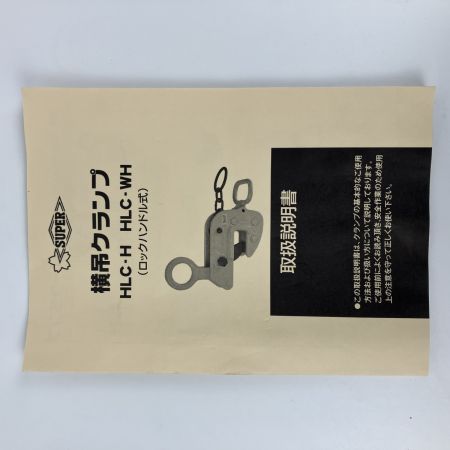 SUPER
横吊クランプ
HLC・H HLC・WH
(ロックハンドル式)
取扱説明書
●この取扱説明書は、クランプの基本的なご使用
方法および扱い方について説明しております。
ご使用前によくお読み頂き、安全作業のため使用
上の注意を守って正しくお使い下さい。